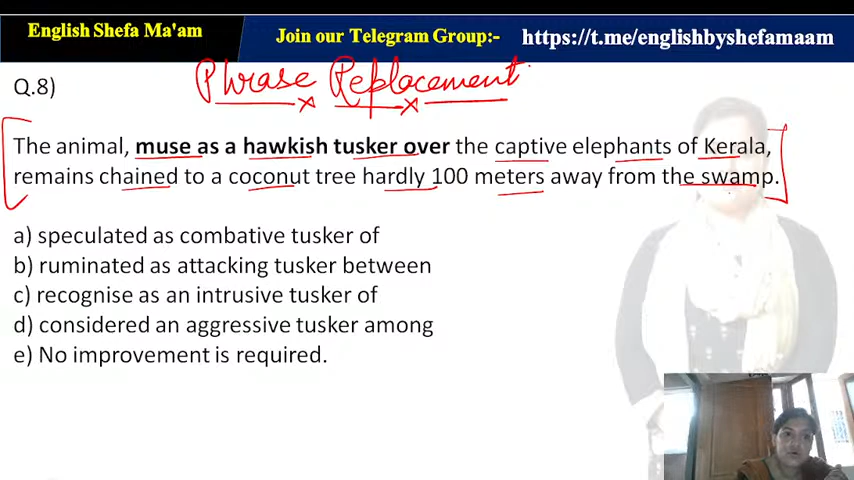 English Shefa Ma'am
Join our Telegram Group:- https://t.me/englishbyshefamaam
Q.8)
Phrase Replacement
The animal, muse as a hawkish tusker over the captive elephants of Kerala,
remains chained to a coconut tree hardly 100 meters away from the swamp.
a) speculated as combative tusker of
b) ruminated as attacking tusker between
c) recognise as an intrusive tusker of
d) considered an aggressive tusker among
e) No improvement is required.